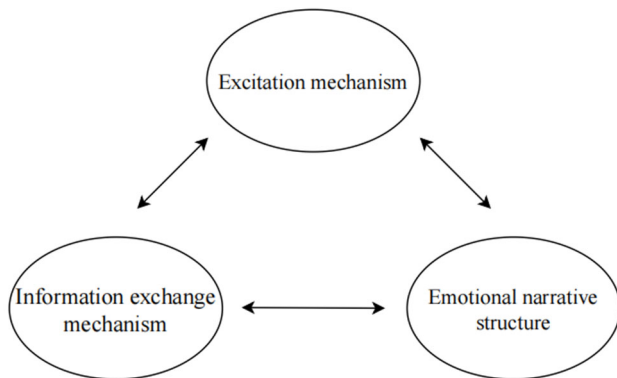 Excitation mechanism
Information exchange
mechanism
Emotional narrative
structure